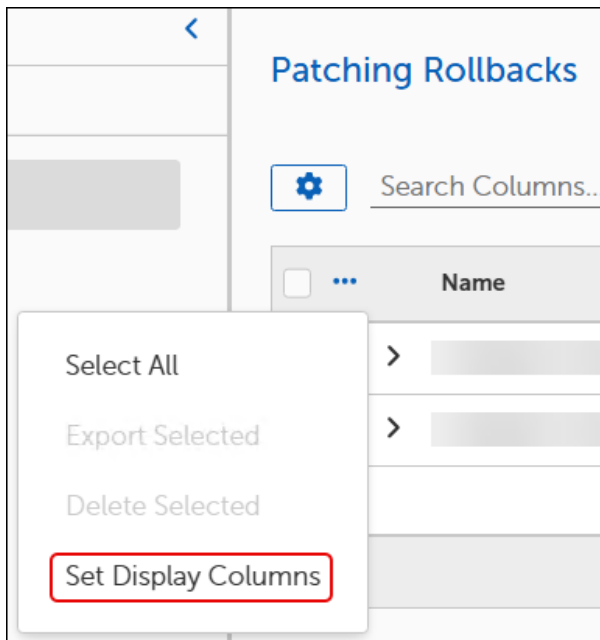 Patching Rollbacks
Search Columns...
Name
Select All
Export Selected
Delete Selected
Set Display Columns